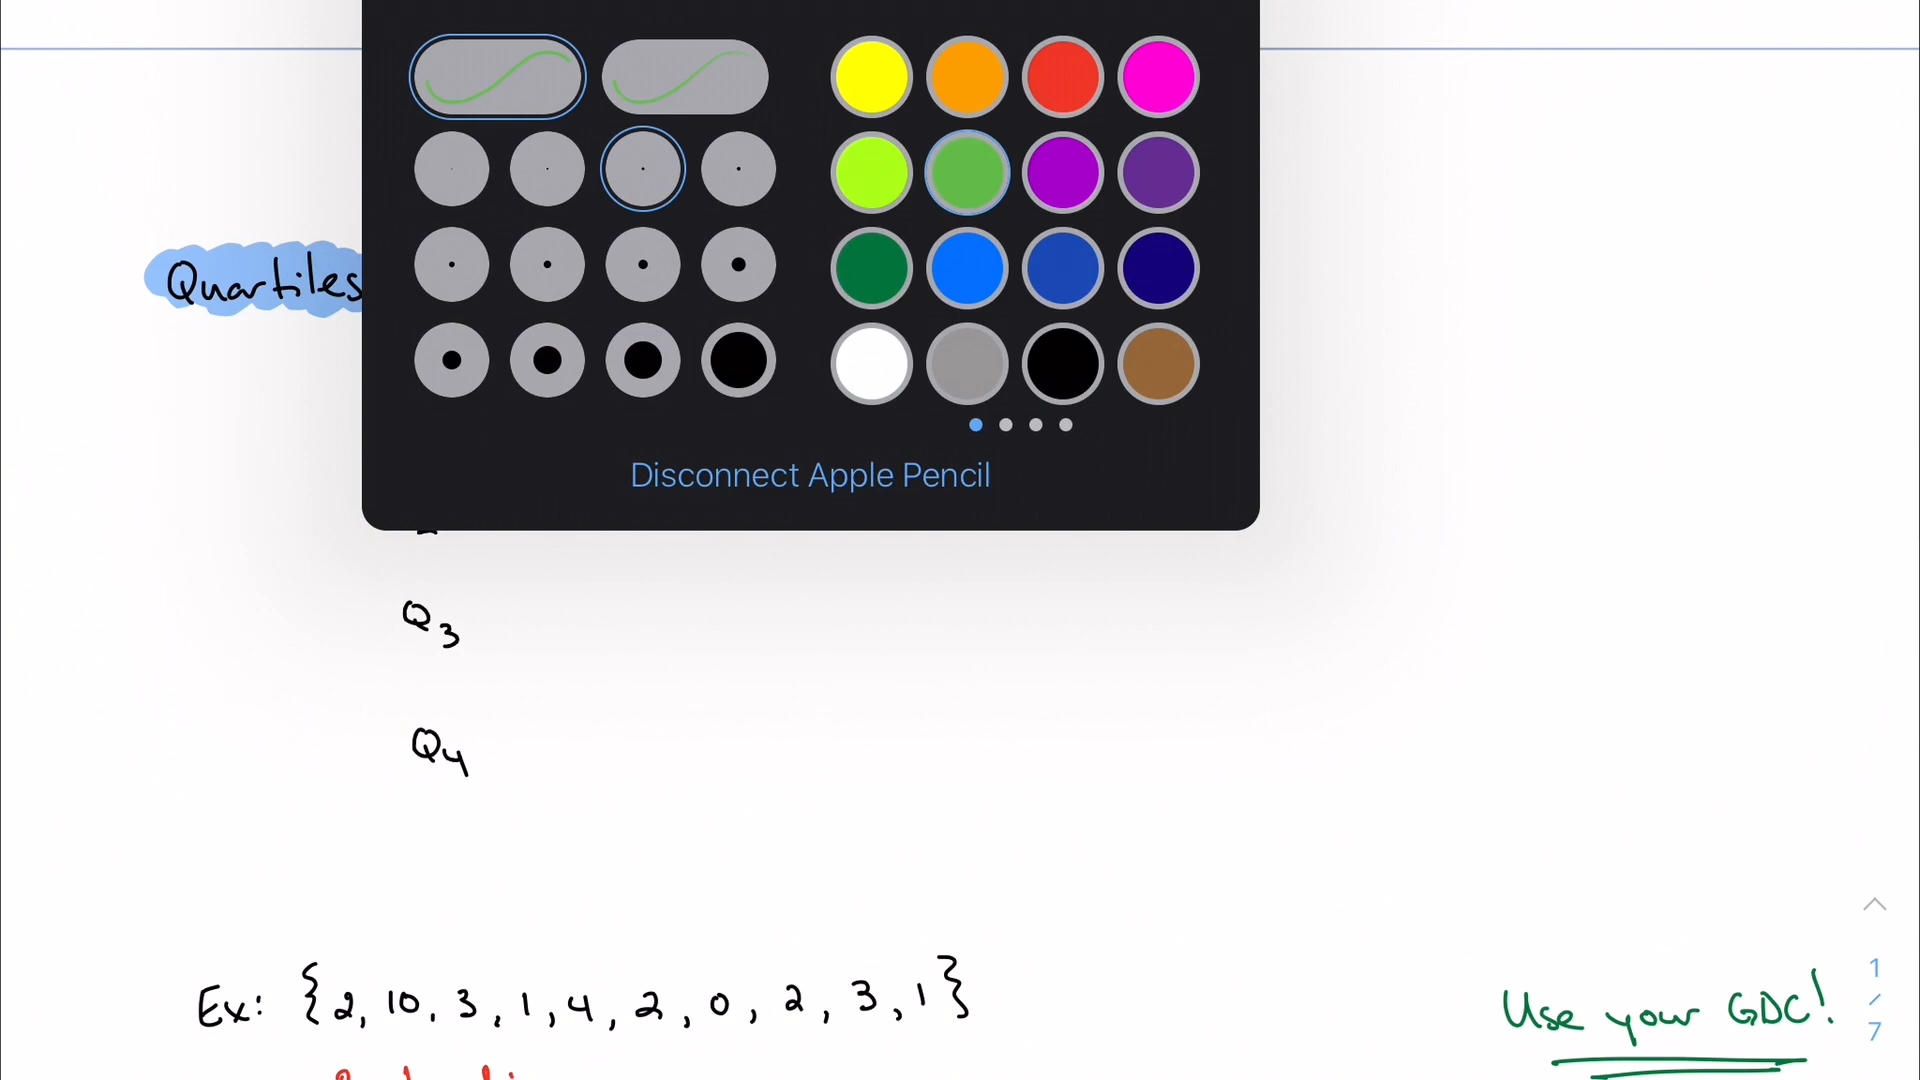 Quartiles
Disconnect Apple Pencil
Q3
Q4
Ex: {2, 10, 3, 1, 4, 2, 0, 2, 3, 1}
Use your GDC!
1
/
7